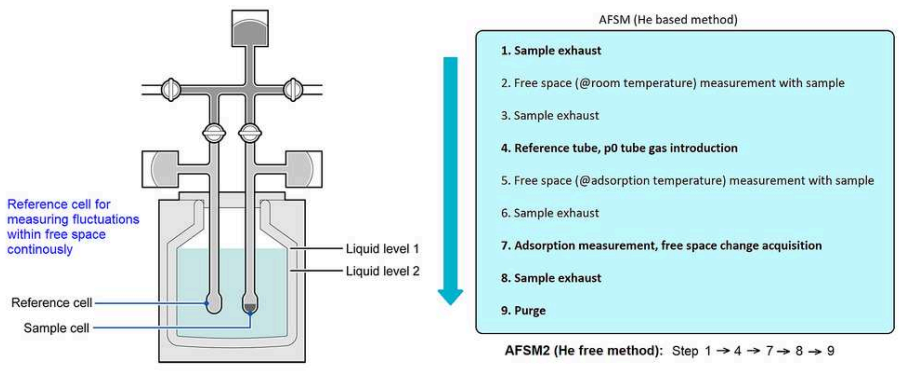 Reference cell for
measuring fluctuations
within free space
continously
Liquid level 1
Liquid level 2
Reference cell
Sample cell
AFSM (He based method)
1. Sample exhaust
2. Free space (@room temperature) measurement with sample
3. Sample exhaust
4. Reference tube, p0 tube gas introduction
5. Free space (@adsorption temperature) measurement with sample
6. Sample exhaust
7. Adsorption measurement, free space change acquisition
8. Sample exhaust
9. Purge
AFSM2 (He free method): Step 1 → 4 → 7 → 8 → 9